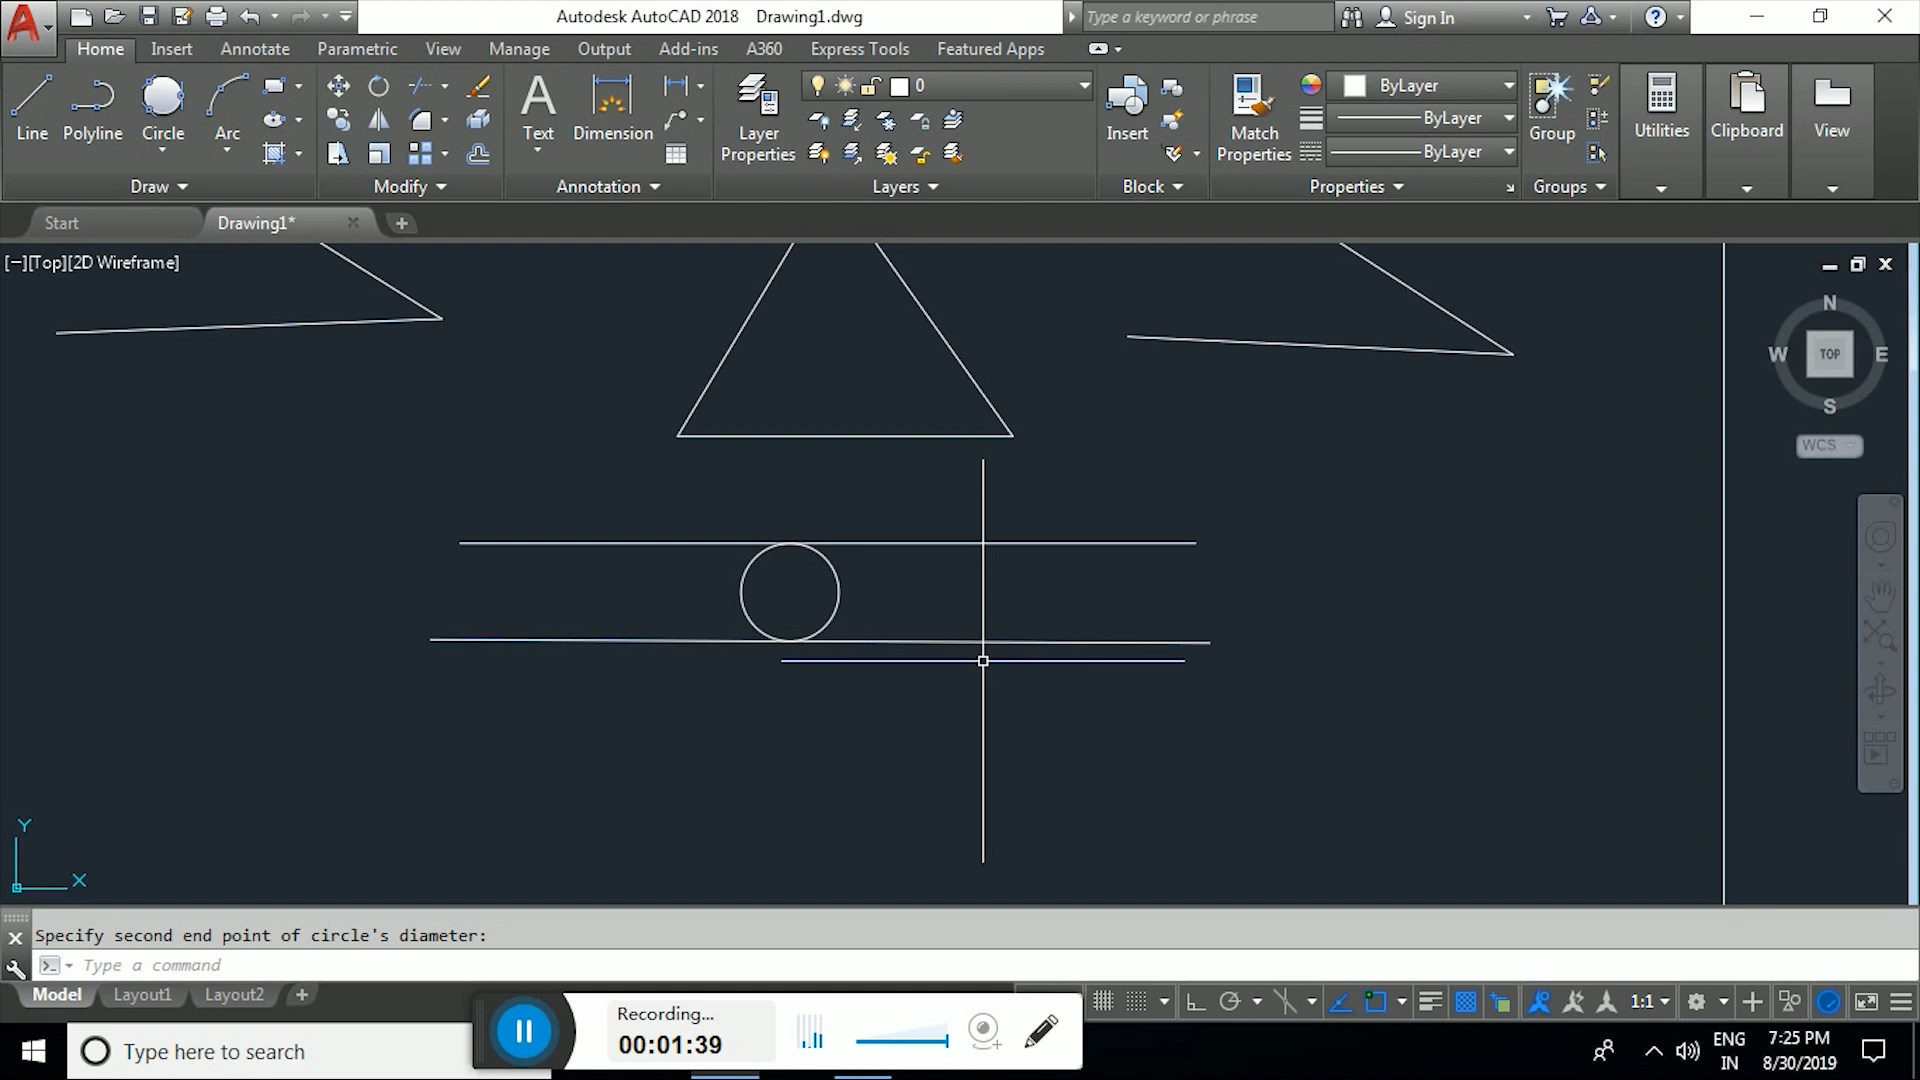 Autodesk AutoCAD 2018 Drawing1.dwg
Type a keyword or phrase
Sign In
Home Insert Annotate Parametric View Manage Output Add-ins A360 Express Tools Featured Apps
Line Polyline Circle Arc
Text Dimension
Layer Properties
0
Insert
Match Properties
ByLayer
ByLayer
ByLayer
Group
Utilities
Clipboard
View
Draw Modify Annotation Layers Block Properties Groups
Start Drawing1*
[−][Top][2D Wireframe]
N
W TOP E
S
WCS
Y
X
Specify second end point of circle's diameter:
Type a command
Model Layout1 Layout2
1:1
Recording...
00:01:39
Type here to search
ENG
IN
7:25 PM
8/30/2019